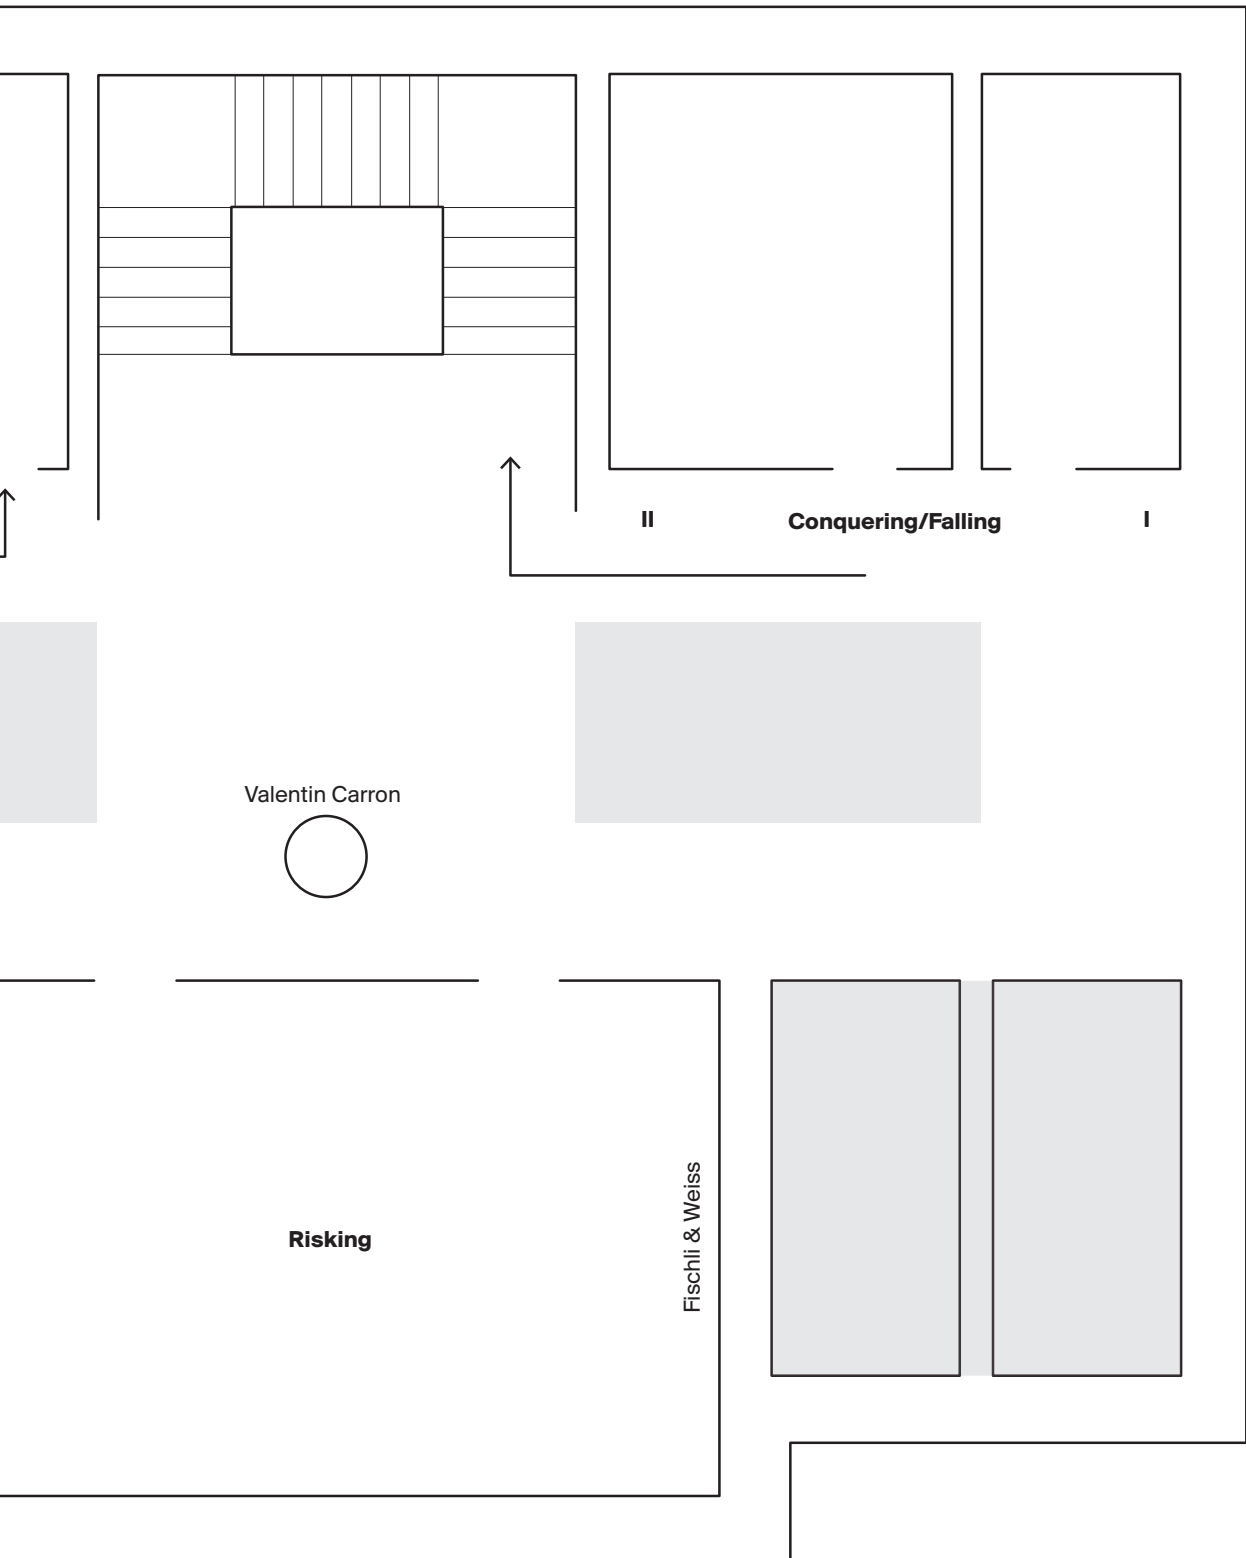 II
Conquering/Falling
I
Valentin Carron
Risking
Fischli & Weiss